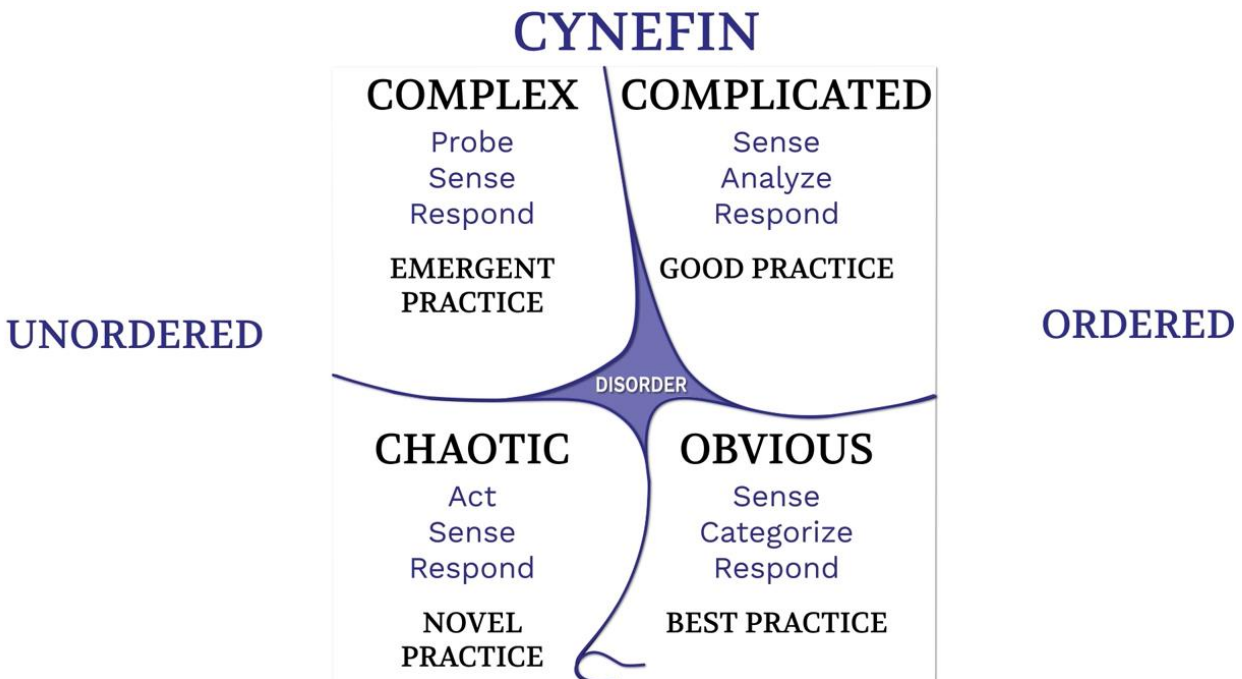 CYNEFIN
COMPLEX
Probe
Sense
Respond
EMERGENT
PRACTICE
COMPLICATED
Sense
Analyze
Respond
GOOD PRACTICE
UNORDERED
ORDERED
DISORDER
CHAOTIC
Act
Sense
Respond
NOVEL
PRACTICE
OBVIOUS
Sense
Categorize
Respond
BEST PRACTICE